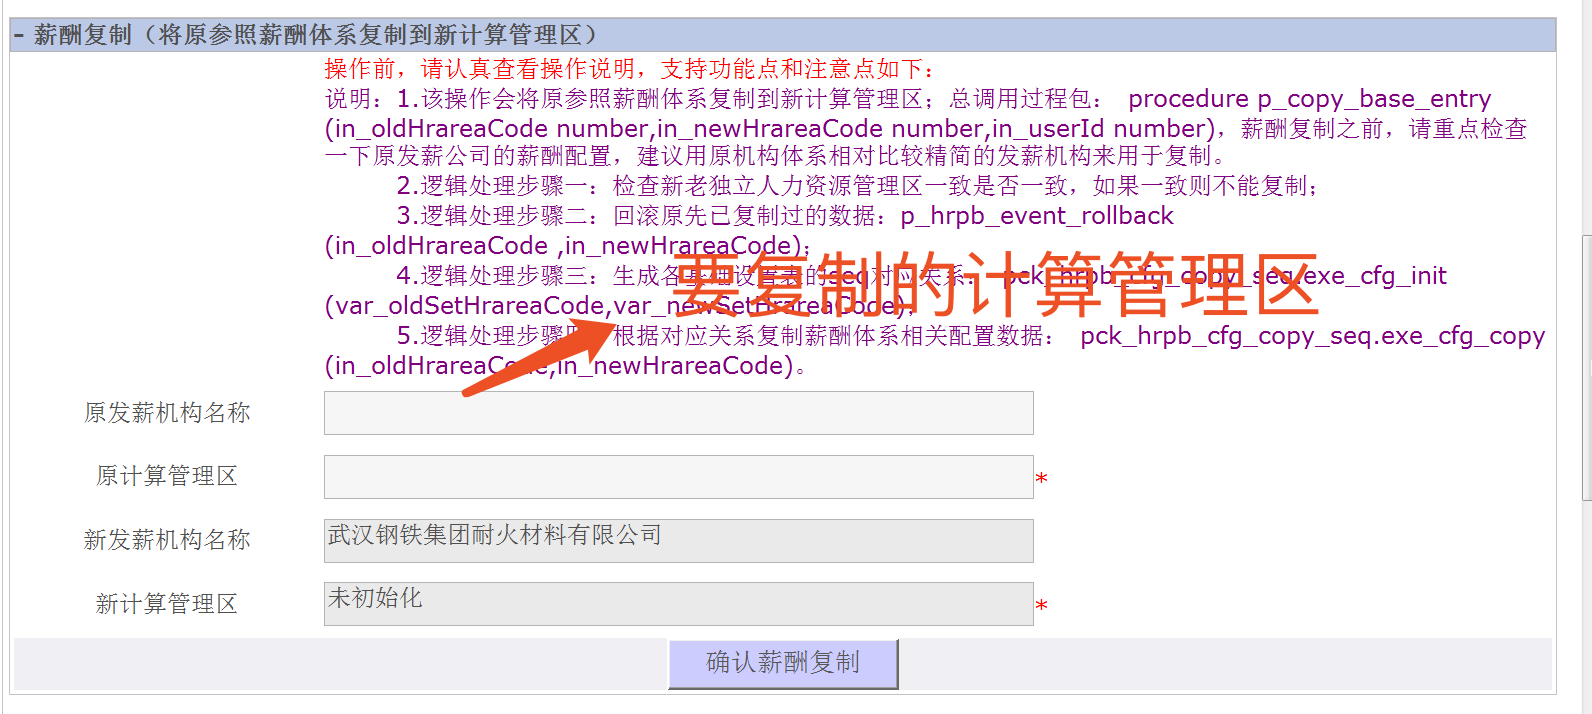 - 薪酬复制（将原参照薪酬体系复制到新计算管理区）
操作前，请认真查看操作说明，支持功能点和注意点如下：
说明：1.该操作会将原参照薪酬体系复制到新计算管理区；总调用过程包： procedure p_copy_base_entry
(in_oldHrareaCode number,in_newHrareaCode number,in_userId number)，薪酬复制之前，请重点检查
一下原发薪公司的薪酬配置，建议用原机构体系相对比较精简的发薪机构来用于复制。
2.逻辑处理步骤一：检查新老独立人力资源管理区一致是否一致，如果一致则不能复制；
3.逻辑处理步骤二：回滚原先已复制过的数据：p_hrpb_event_rollback
(in_oldHrareaCode ,in_newHrareaCode)；
4.逻辑处理步骤三：生成各基础设置表的seq对应关系： pck_hrpb_cfg_copy_seq.exe_cfg_init
(var_oldSetHrareaCode,var_newSetHrareaCode)；
要复制的计算管理区
5.逻辑处理步骤四：根据对应关系复制薪酬体系相关配置数据： pck_hrpb_cfg_copy_seq.exe_cfg_copy
(in_oldHrareaCode,in_newHrareaCode)。
原发薪机构名称
原计算管理区 *
新发薪机构名称 武汉钢铁集团耐火材料有限公司
新计算管理区 未初始化 *
确认薪酬复制